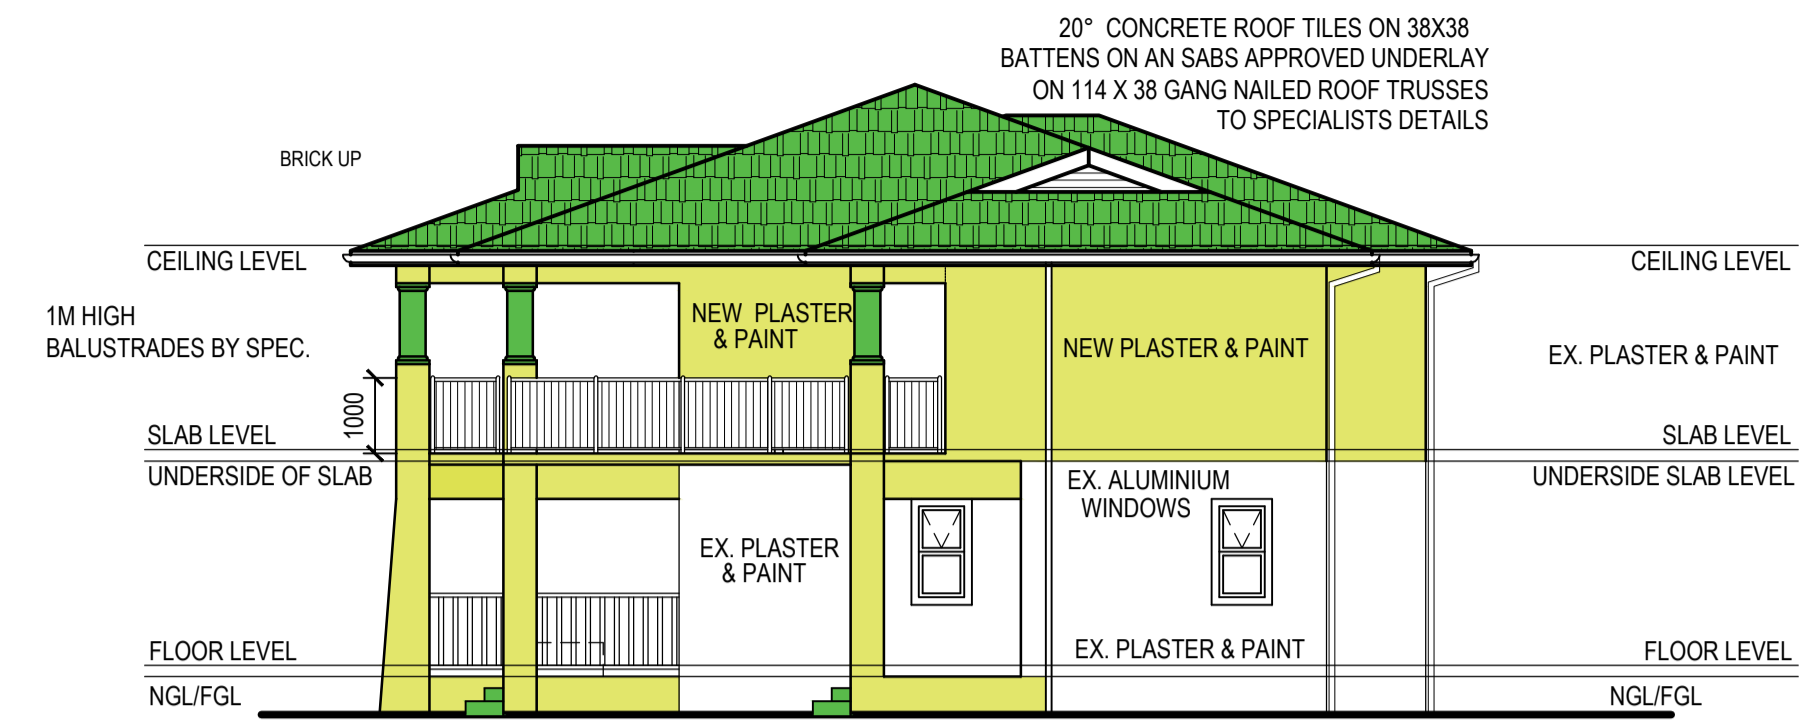 20° CONCRETE ROOF TILES ON 38X38
BATTENS ON AN SABS APPROVED UNDERLAY
ON 114 X 38 GANG NAILED ROOF TRUSSES
TO SPECIALISTS DETAILS
BRICK UP
CEILING LEVEL
CEILING LEVEL
1M HIGH
BALUSTRADES BY SPEC.
NEW PLASTER
& PAINT
NEW PLASTER & PAINT
EX. PLASTER & PAINT
1000
SLAB LEVEL
SLAB LEVEL
UNDERSIDE OF SLAB
UNDERSIDE SLAB LEVEL
EX. ALUMINIUM
WINDOWS
EX. PLASTER
& PAINT
FLOOR LEVEL
EX. PLASTER & PAINT
FLOOR LEVEL
NGL/FGL
NGL/FGL